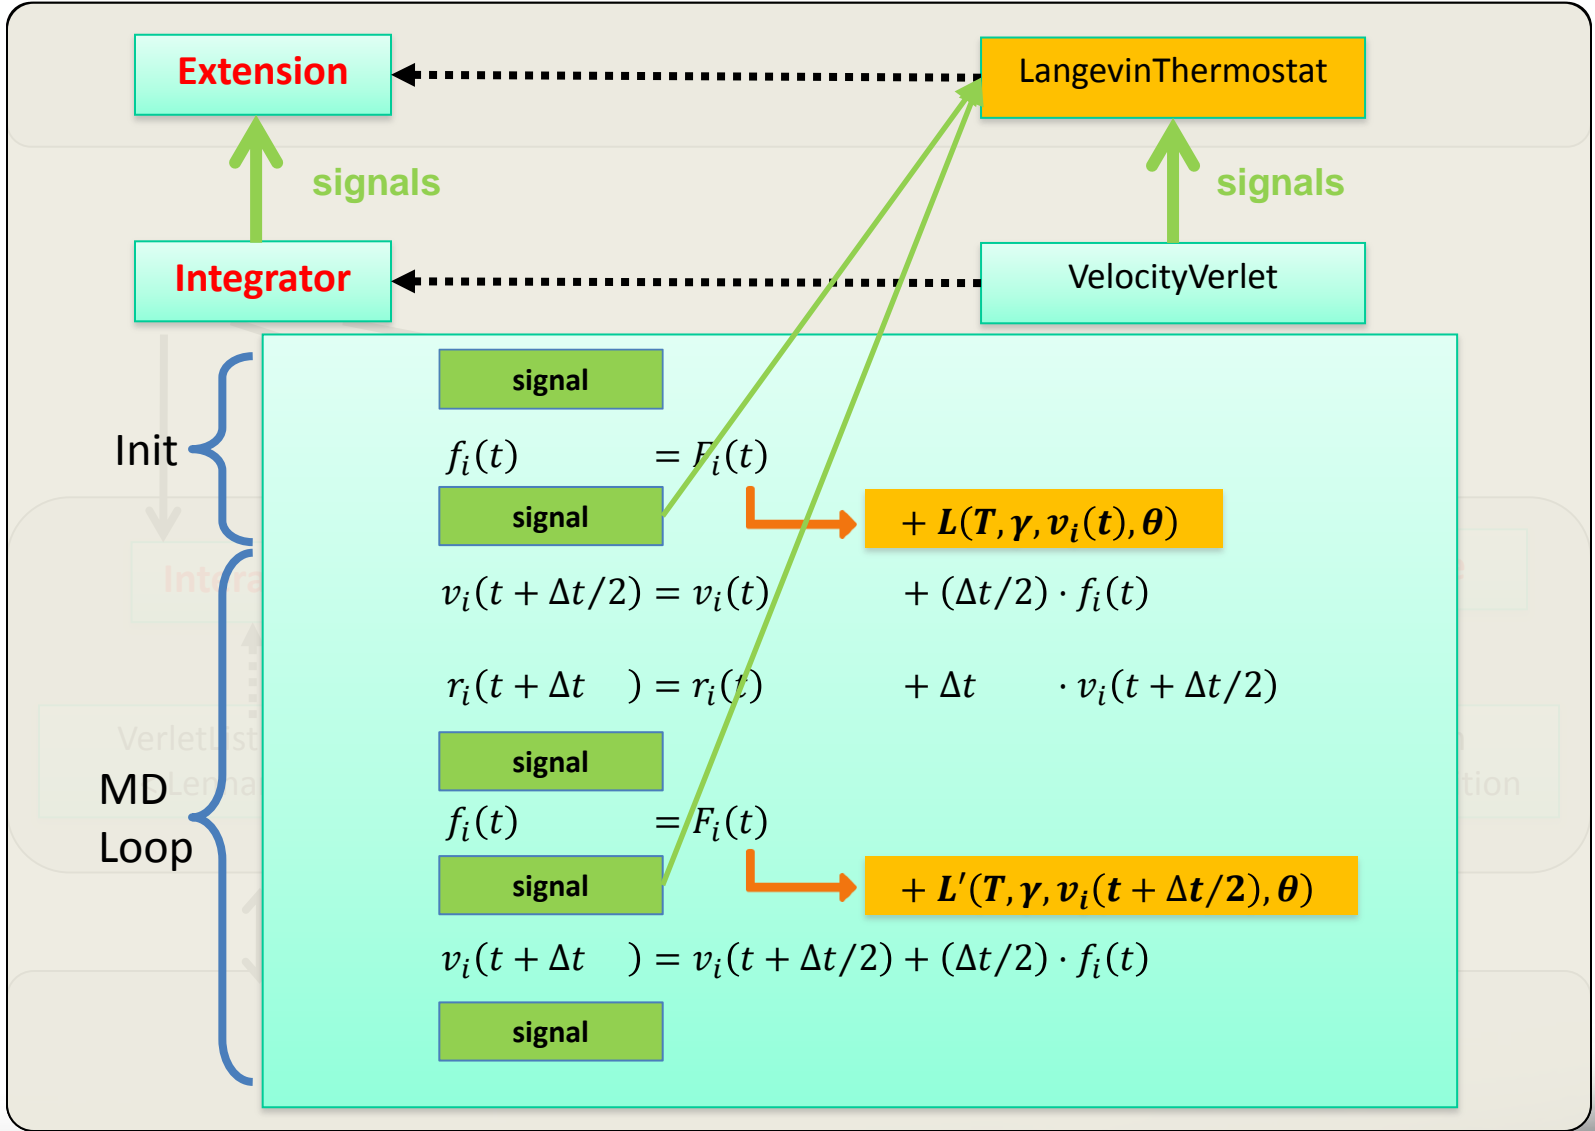 Extension
LangevinThermostat
signals
signals
Integrator
VelocityVerlet
signal
Init
f_i(t) = F_i(t)
signal
+ L(T, γ, v_i(t), θ)
v_i(t + Δt/2) = v_i(t) + (Δt/2) · f_i(t)
r_i(t + Δt ) = r_i(t) + Δt · v_i(t + Δt/2)
VerletList
signal
MD
Loop
f_i(t) = F_i(t)
signal
+ L′(T, γ, v_i(t + Δt/2), θ)
v_i(t + Δt ) = v_i(t + Δt/2) + (Δt/2) · f_i(t)
signal